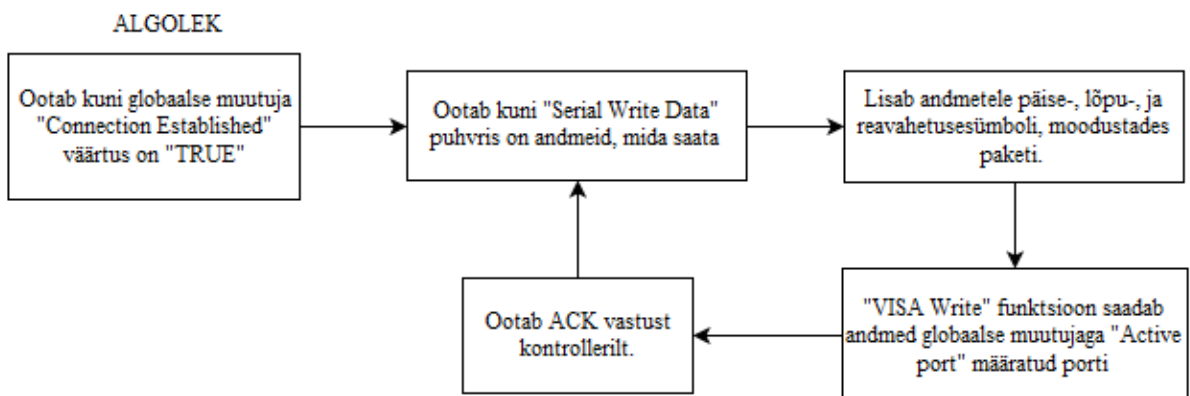 ALGOLEK
Ootab kuni globaalse muutuja
"Connection Established"
väärtus on "TRUE"
Ootab kuni "Serial Write Data"
puhvris on andmeid, mida saata
Lisab andmetele päise-, lõpu-, ja
reavahetusesümboli, moodustades
paketi.
"VISA Write" funktsioon saadab
andmed globaalse muutujaga "Active
port" määratud porti
Ootab ACK vastust
kontrollerilt.